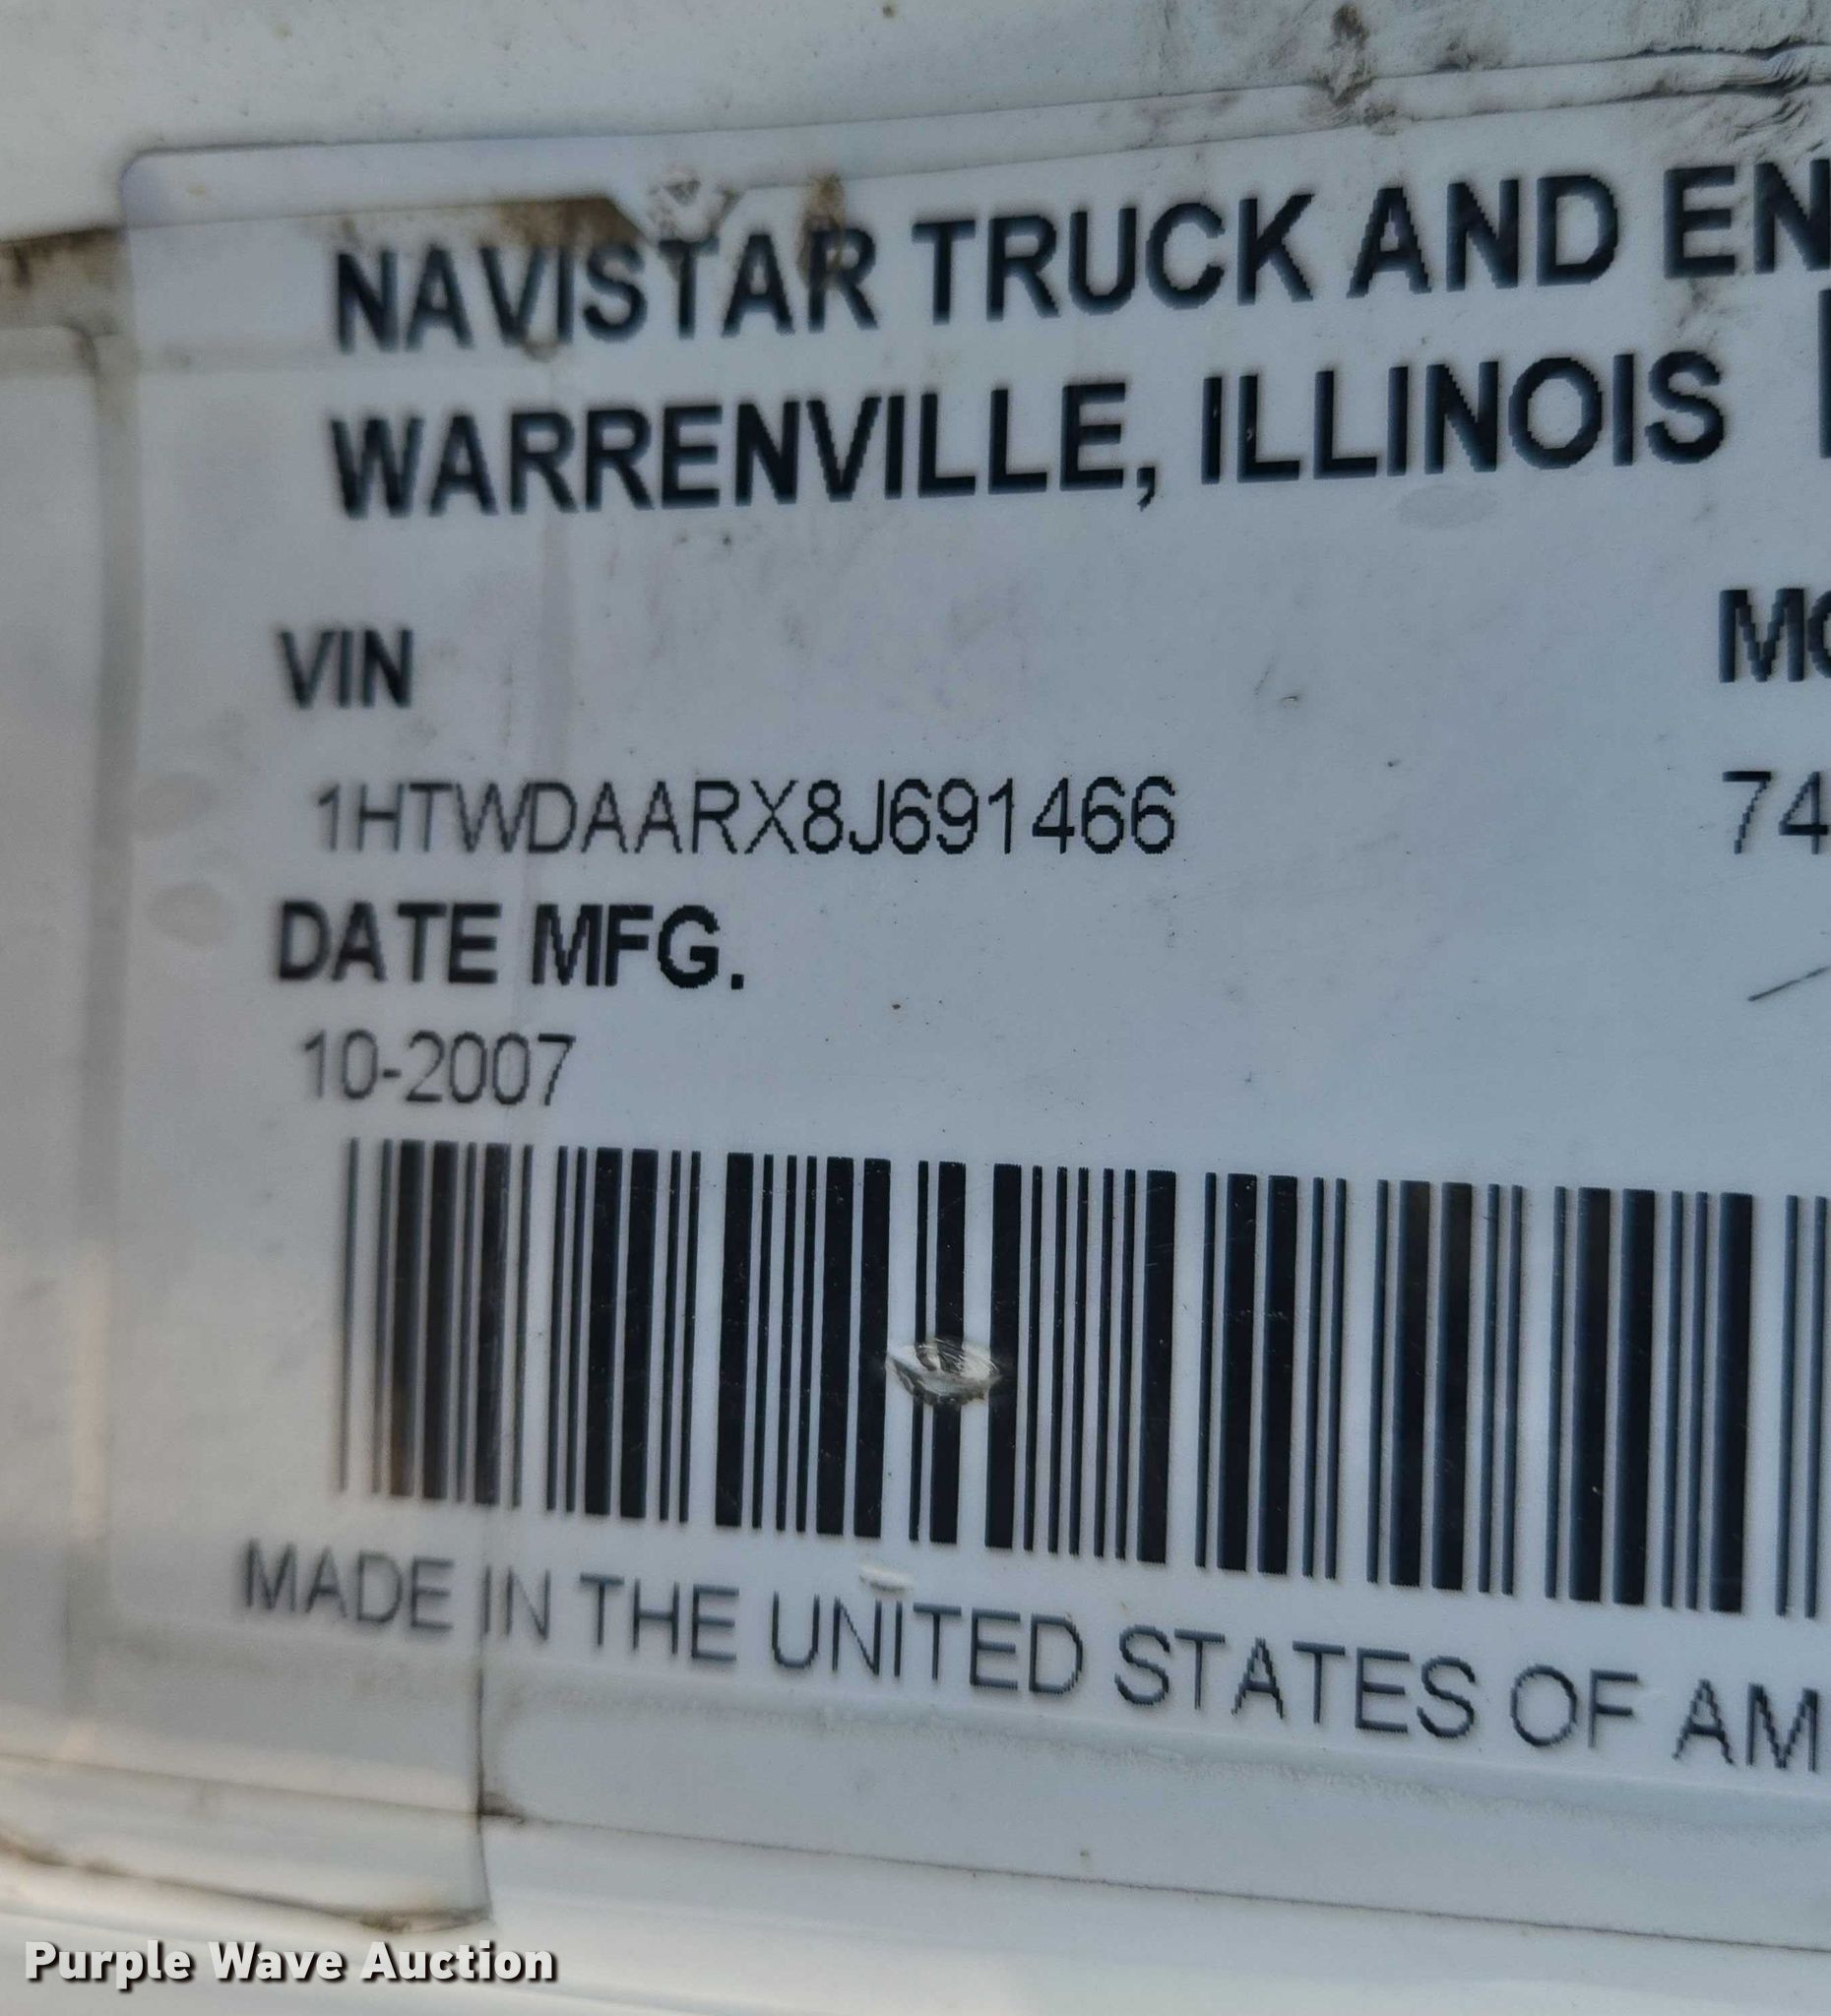 NAVISTAR TRUCK AND EN
WARRENVILLE, ILLINOIS
VIN MO
1HTWDAARX8J691466 74
DATE MFG.
10-2007
MADE IN THE UNITED STATES OF AM
Purple Wave Auction